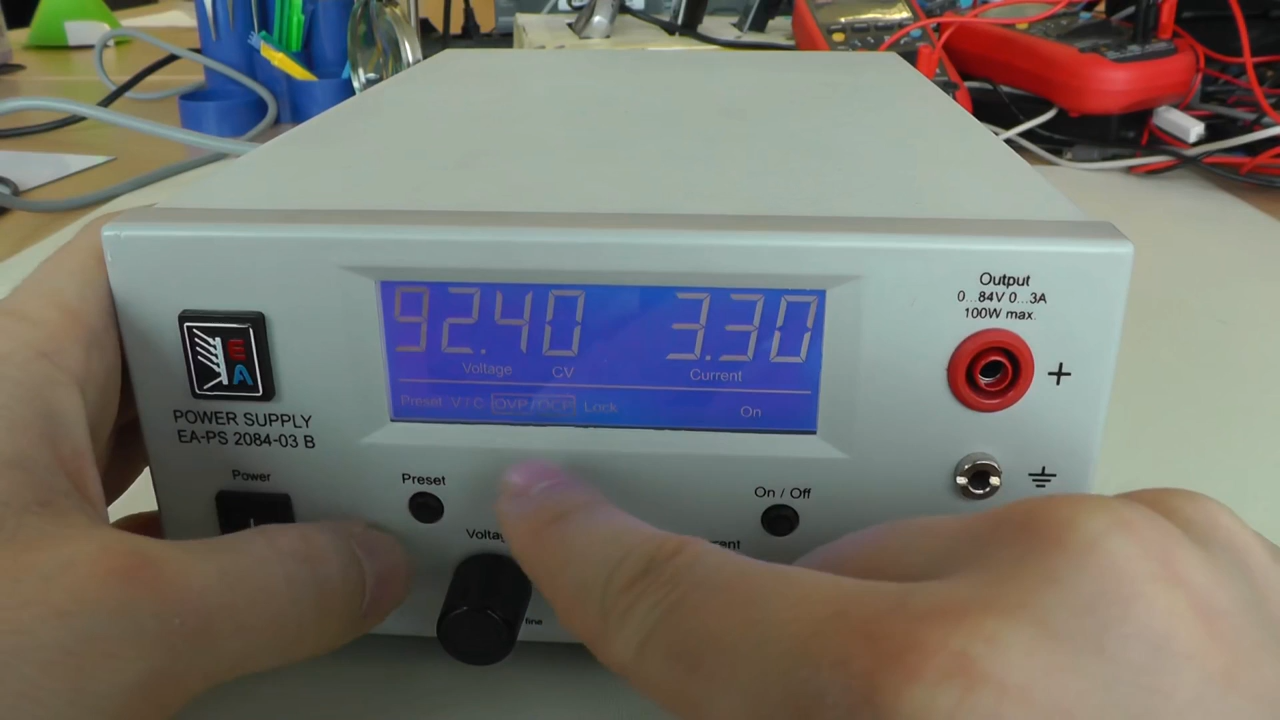 92.40 3.30
Voltage CV Current
Preset V/C OVP/OCP Lock On
Output
0...84V 0...3A
100W max.
+
EA
POWER SUPPLY
EA-PS 2084-03 B
Power
Preset
On / Off
fine